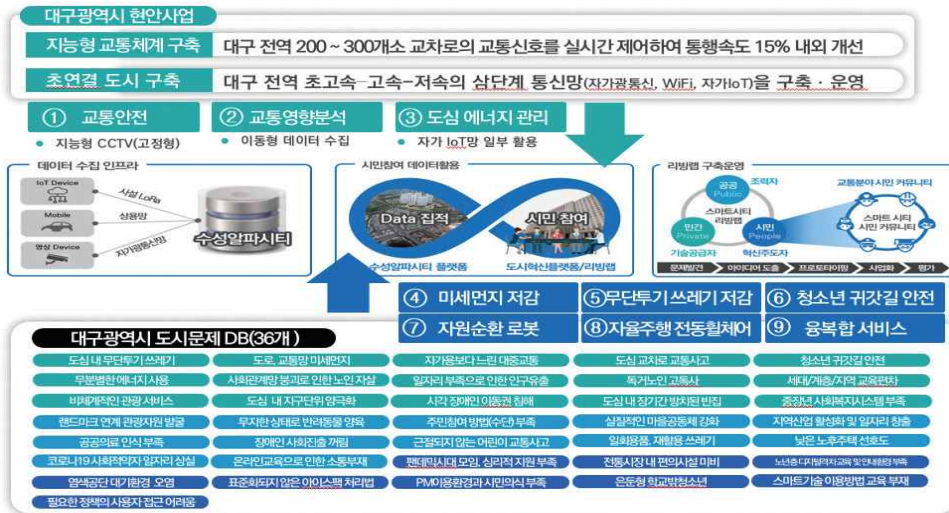 대구광역시 현안사업
지능형 교통체계 구축 대구 전역 200 ~ 300개소 교차로의 교통신호를 실시간 제어하여 통행속도 15% 내외 개선
초연결 도시 구축 대구 전역 초고속-고속-저속의 삼단계 통신망(자가광통신, WiFi, 자가IoT)을 구축 · 운영
① 교통안전 ② 교통영향분석 ③ 도심 에너지 관리
• 지능형 CCTV(고정형) • 이동형 데이터 수집 • 자가 IoT망 일부 활용
데이터 수집 인프라
IoT Device
Mobile
영상 Device
사설 LoRa
상용망
자가광통신망
수성알파시티
시민참여 데이터활용
Data 집적
시민 참여
수성알파시티 플랫폼
도시혁신플랫폼/리빙랩
리빙랩 구축운영
공공
Public
조력자
스마트시티
리빙랩
민간
Private
시민
People
기술공급자
혁신주도자
교통분야 시민 커뮤니티
스마트 시티
시민 커뮤니티
문제발견 아이디어 도출 프로토타이핑 사업화 평가
④ 미세먼지 저감 ⑤무단투기 쓰레기 저감 ⑥ 청소년 귀갓길 안전
⑦ 자원순환 로봇 ⑧자율주행 전동휠체어 ⑨ 융복합 서비스
대구광역시 도시문제 DB(36개 )
도심 내 무단투기 쓰레기 도로, 교통망 미세먼지 자가용보다 느린 대중교통 도심 교차로 교통사고 청소년 귀갓길 안전
무분별한 에너지 사용 사회관계망 붕괴로 인한 노인 자살 일자리 부족으로 인한 인구유출 독거노인 고독사 세대/계층/지역 교육편차
비체계적인 관광 서비스 도심 내 지구단위 양극화 시각 장애인 이동권 침해 도심 내 장기간 방치된 빈집 중장년 사회복지시스템 부족
랜드마크 연계 관광자원 발굴 무지한 상태로 반려동물 양육 주민참여 방법(수단) 부족 실질적인 마을공동체 강화 지역산업 활성화 및 일자리 창출
공공의료 인식 부족 장애인 사회진출 꺼림 근절되지 않는 어린이 교통사고 일회용품, 재활용 쓰레기 낮은 노후주택 선호도
코로나19 사회적약자 일자리 상실 온라인교육으로 인한 소통부재 팬데믹시대 모임, 심리적 지원 부족 전통시장 내 편의시설 미비 노년층 디지털격차 교육 및 안내환경 부족
염색공단 대기환경 오염 표준화되지 않은 아이스팩 처리법 PM이용환경과 시민의식 부족 은둔형 학교밖청소년 스마트기술 이용방법 교육 부재
필요한 정책의 사용자 접근 어려움